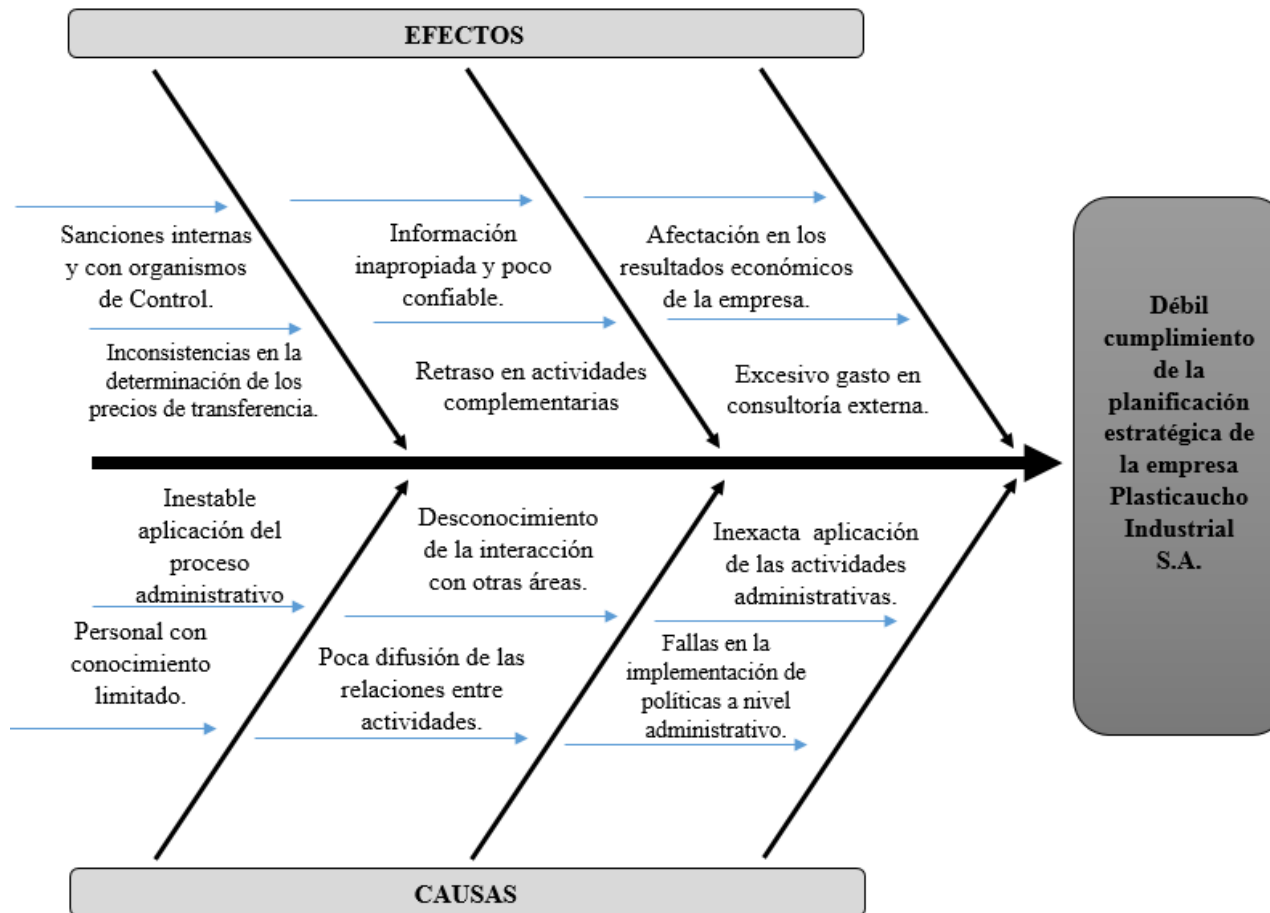 EFECTOS
Sanciones internas
y con organismos
de Control.
Inconsistencias en la
determinación de los
precios de transferencia.
Información
inapropiada y poco
confiable.
Retraso en actividades
complementarias
Afectación en los
resultados económicos
de la empresa.
Excesivo gasto en
consultoría externa.
Débil
cumplimiento
de la
planificación
estratégica de
la empresa
Plasticaucho
Industrial
S.A.
Inestable
aplicación del
proceso
administrativo
Personal con
conocimiento
limitado.
Desconocimiento
de la interacción
con otras áreas.
Poca difusión de las
relaciones entre
actividades.
Inexacta aplicación
de las actividades
administrativas.
Fallas en la
implementación de
políticas a nivel
administrativo.
CAUSAS